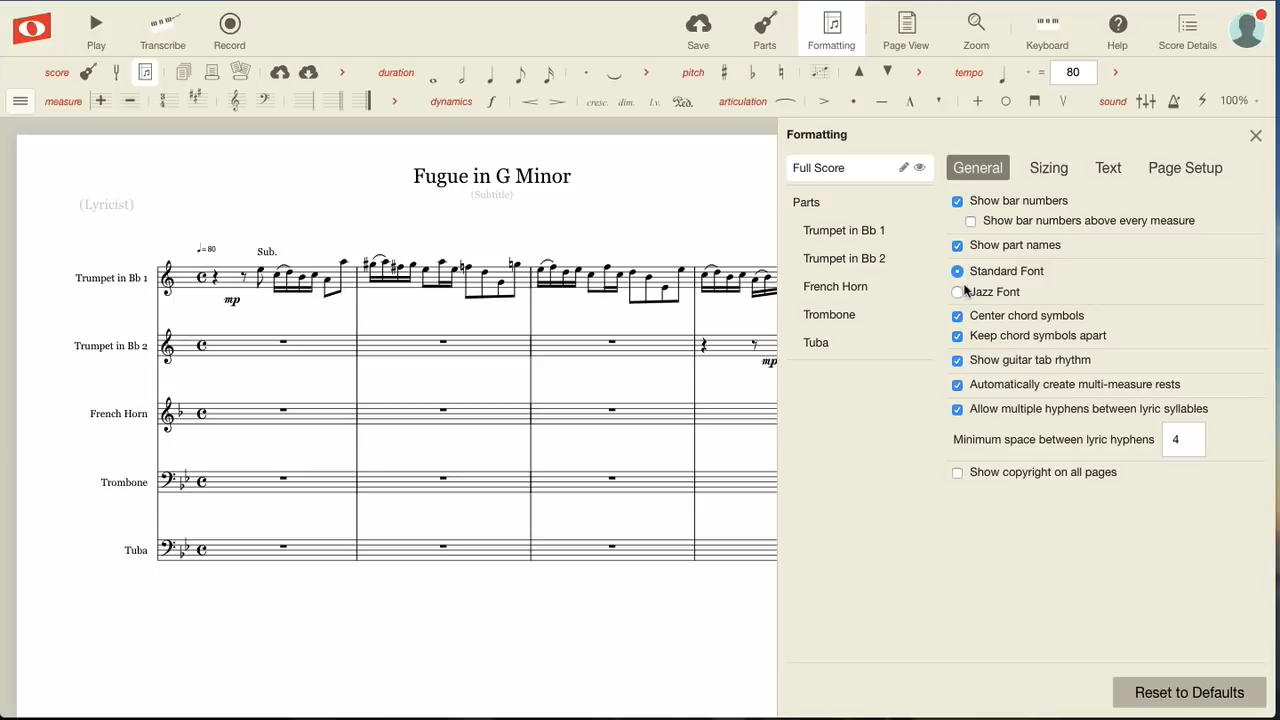 Play
Transcribe
Record
Save
Parts
Formatting
Page View
Zoom
Keyboard
Help
Score Details
score
duration
pitch
tempo
= 80
measure
dynamics
f
cresc.
dim.
l.v.
Ped.
articulation
sound
100%
Formatting
Full Score
Parts
Trumpet in Bb 1
Trumpet in Bb 2
French Horn
Trombone
Tuba
General
Sizing
Text
Page Setup
Show bar numbers
Show bar numbers above every measure
Show part names
Standard Font
Jazz Font
Center chord symbols
Keep chord symbols apart
Show guitar tab rhythm
Automatically create multi-measure rests
Allow multiple hyphens between lyric syllables
Minimum space between lyric hyphens 4
Show copyright on all pages
Reset to Defaults
Fugue in G Minor
(Subtitle)
(Lyricist)
=80
Sub.
Trumpet in Bb 1
mp
Trumpet in Bb 2
mp
French Horn
Trombone
Tuba